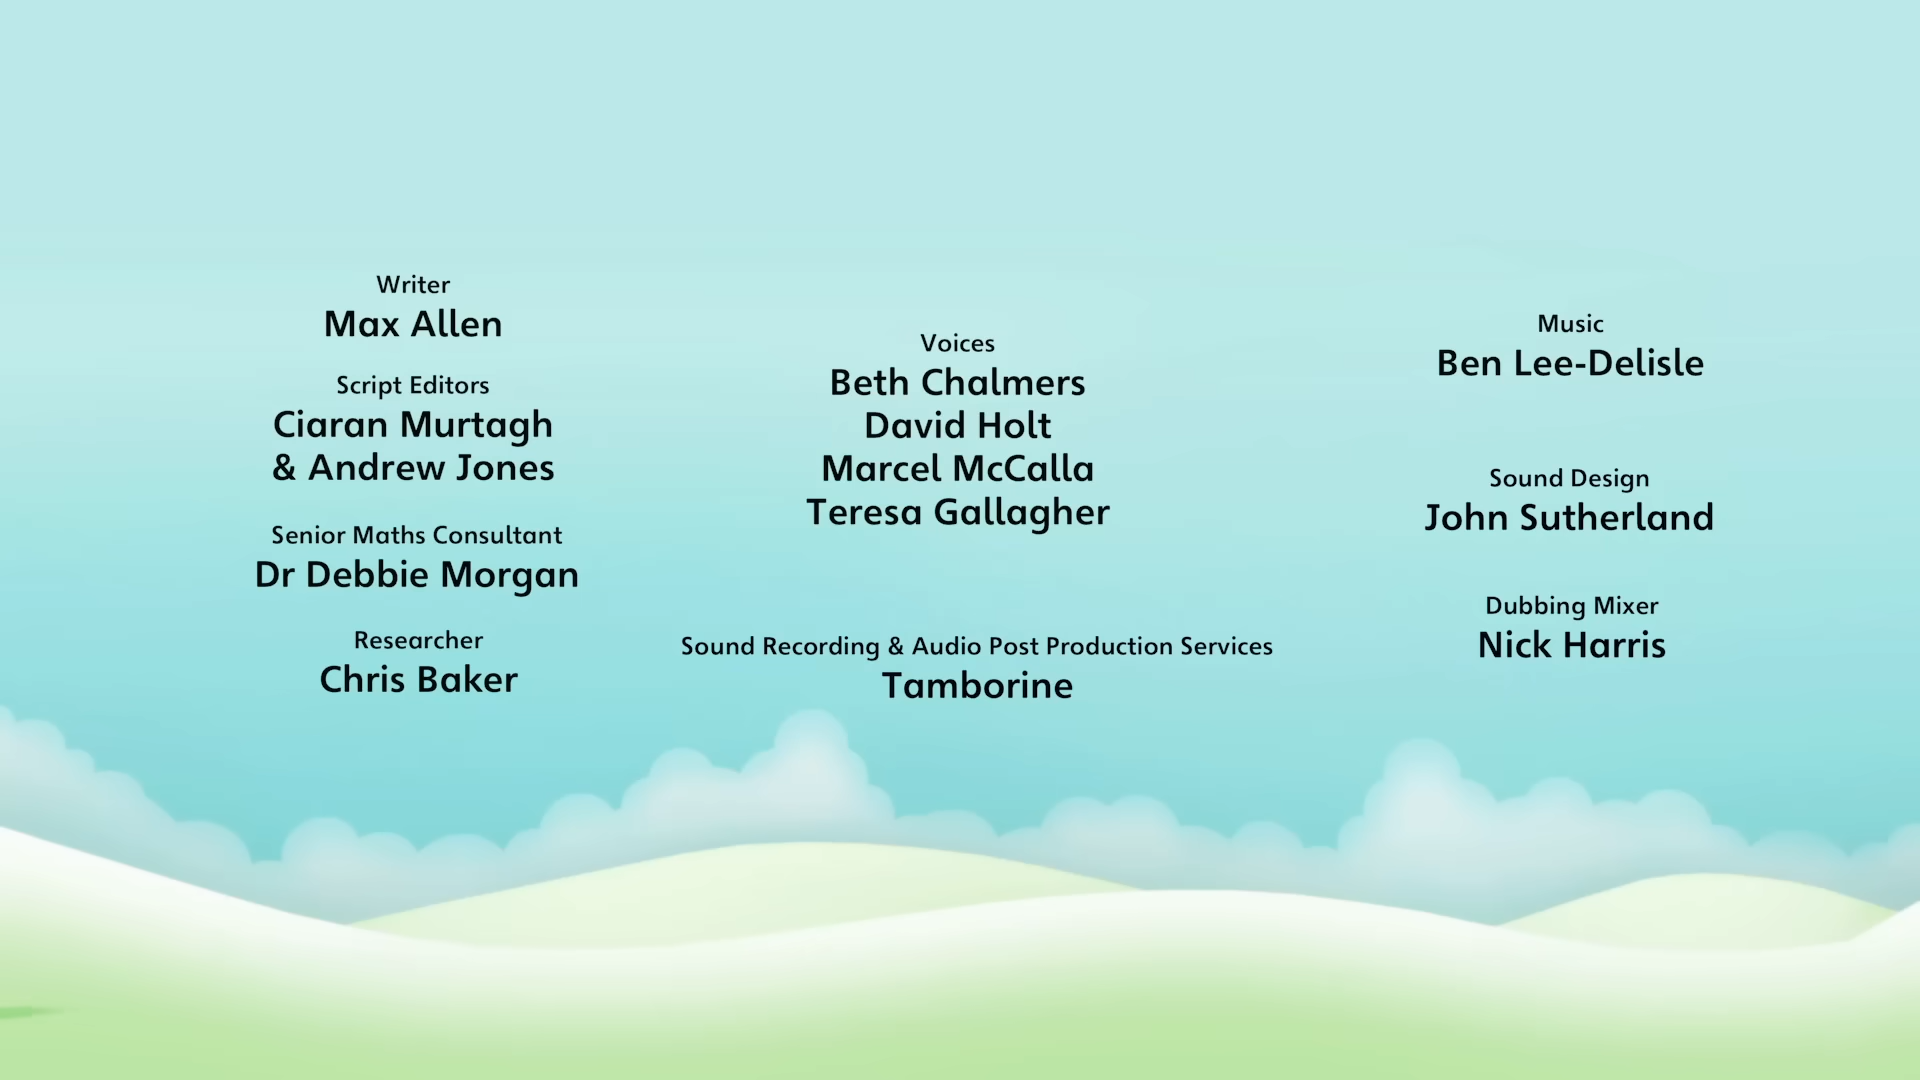 Writer
Max Allen
Script Editors
Ciaran Murtagh
& Andrew Jones
Senior Maths Consultant
Dr Debbie Morgan
Researcher
Chris Baker
Voices
Beth Chalmers
David Holt
Marcel McCalla
Teresa Gallagher
Sound Recording & Audio Post Production Services
Tamborine
Music
Ben Lee-Delisle
Sound Design
John Sutherland
Dubbing Mixer
Nick Harris